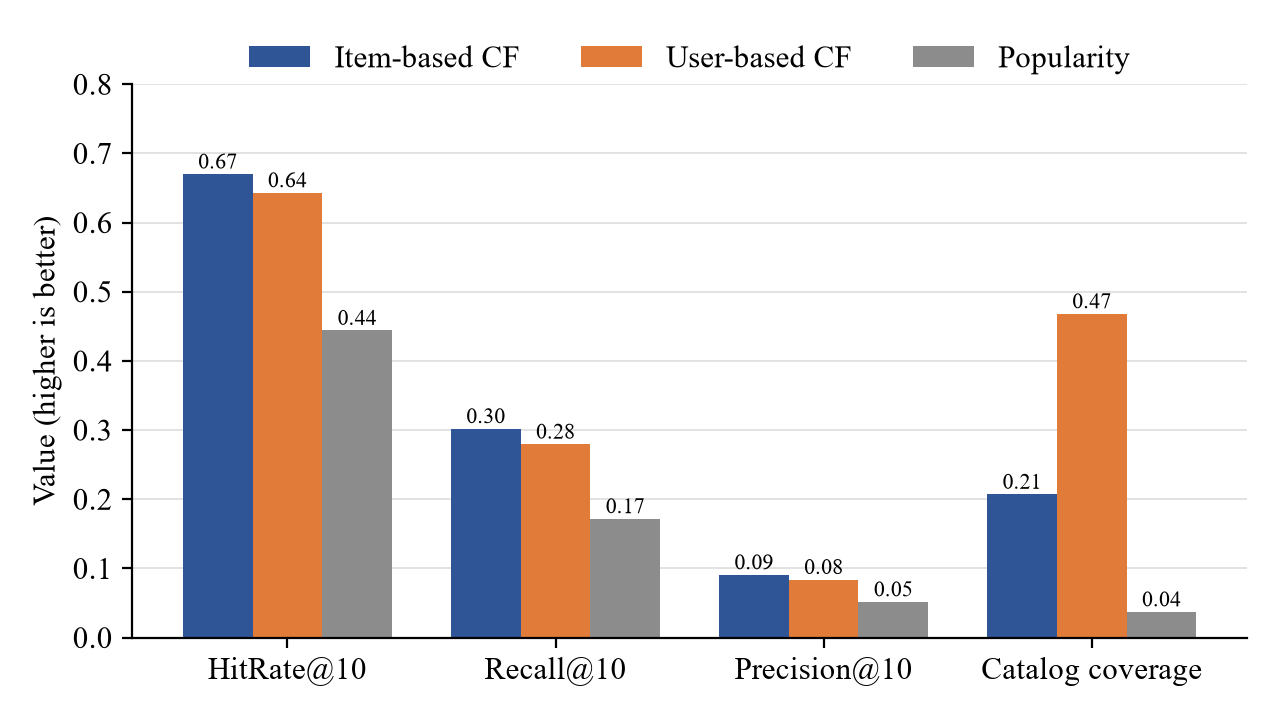 Item-based CF User-based CF Popularity
Value (higher is better)
0.8
0.7
0.6
0.5
0.4
0.3
0.2
0.1
0.0
0.67 0.64 0.44
0.30 0.28 0.17
0.09 0.08 0.05
0.21 0.47 0.04
HitRate@10 Recall@10 Precision@10 Catalog coverage